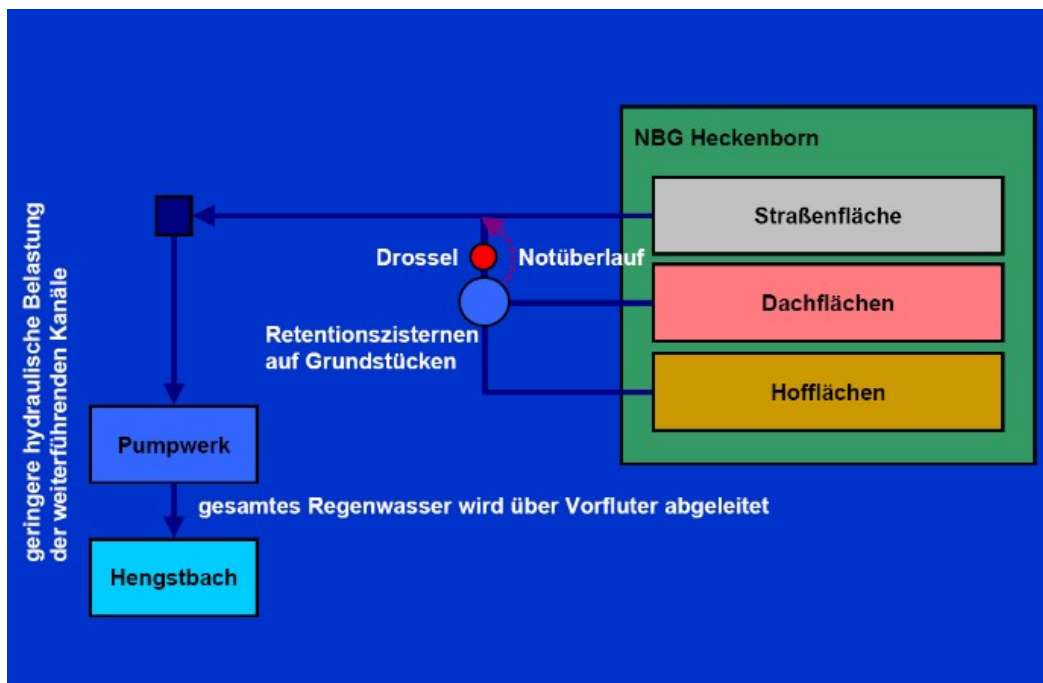 NBG Heckenborn
Straßenfläche
Drossel
Notüberlauf
Dachflächen
Retentionszisternen
auf Grundstücken
Hofflächen
geringere hydraulische Belastung
der weiterführenden Kanäle
Pumpwerk
gesamtes Regenwasser wird über Vorfluter abgeleitet
Hengstbach